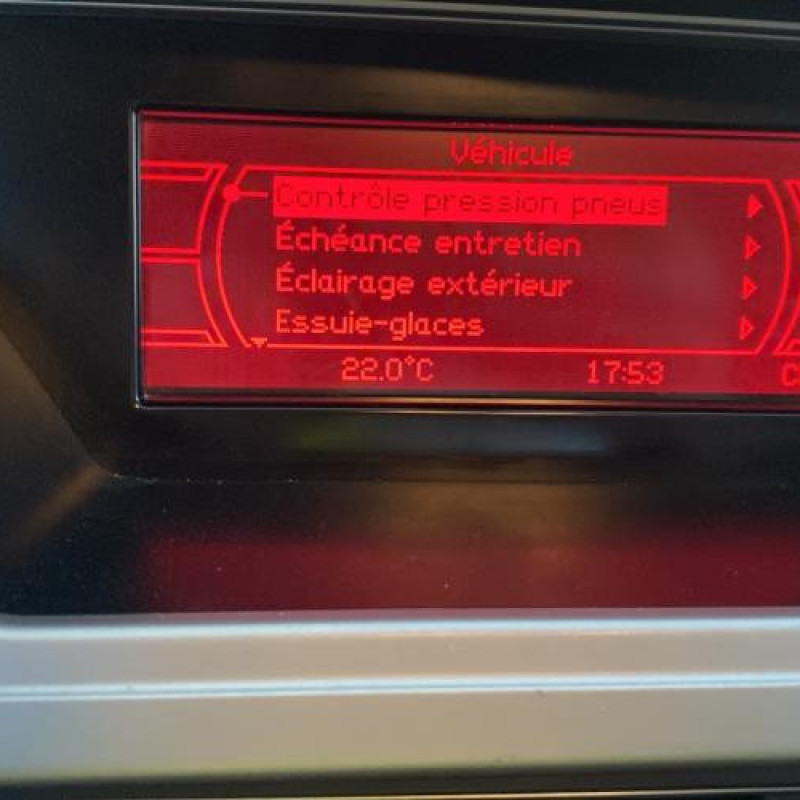 Véhicule
Contrôle pression pneus
Échéance entretien
Éclairage extérieur
Essuie-glaces
22.0°C 17:53 C